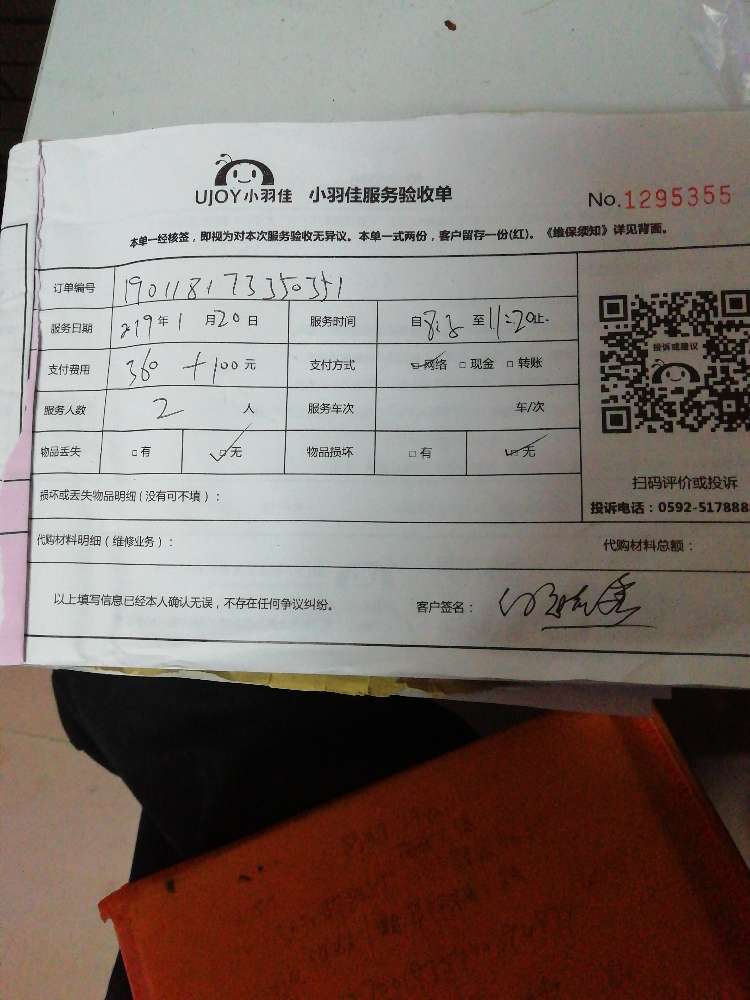 UJOY小羽佳 小羽佳服务验收单 No.1295355
本单一经核签，即视为对本次服务验收无异议。本单一式两份，客户留存一份(红)。《维保须知》详见背面。
订单编号 190118173350351
服务日期 219年1月20日 服务时间 自 至11:20止
支付费用 360+100元 支付方式 □网络 □现金 □转账
服务人数 2人 服务车次 车/次
物品丢失 □有 □无 物品损坏 □有 □无
投诉或建议
扫码评价或投诉
损坏或丢失物品明细(没有可不填)：
投诉电话：0592-517888
代购材料明细(维修业务)： 代购材料总额：
以上填写信息已经本人确认无误，不存在任何争议纠纷。 客户签名：